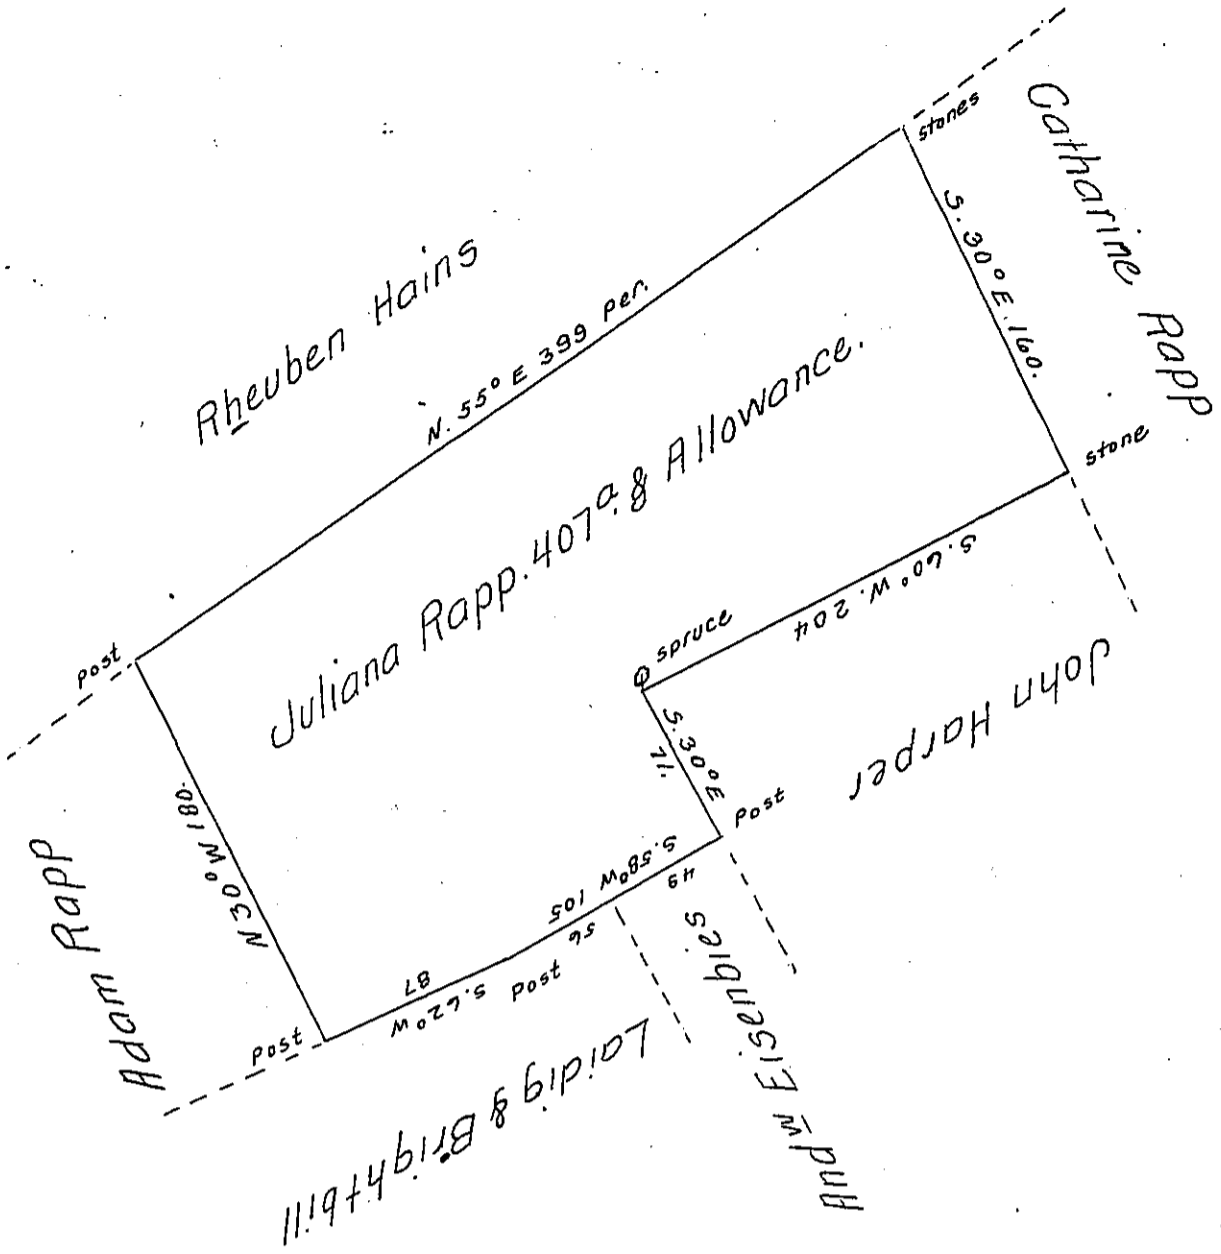 stones
Catharine Rapp
S. 30° E. 160.
Rheuben Hains
N. 55° E 399 per.
Juliana Rapp. 407ª. & Allowance.
stone
S. 60° W. 204
spruce
post
John Harper
S. 30° E
71.
post
S. 58° W 105
49
56
N 30° W 180.
Adam Rapp
post
87
S. 62° W
post
Laidig & Brightbill
Andw Eisenbies